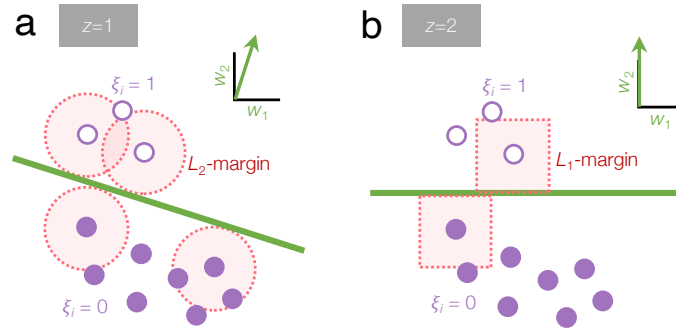 a
z=1
w₂
w₁
ξᵢ = 1
L₂-margin
ξᵢ = 0
b
z=2
w₂
w₁
ξᵢ = 1
L₁-margin
ξᵢ = 0